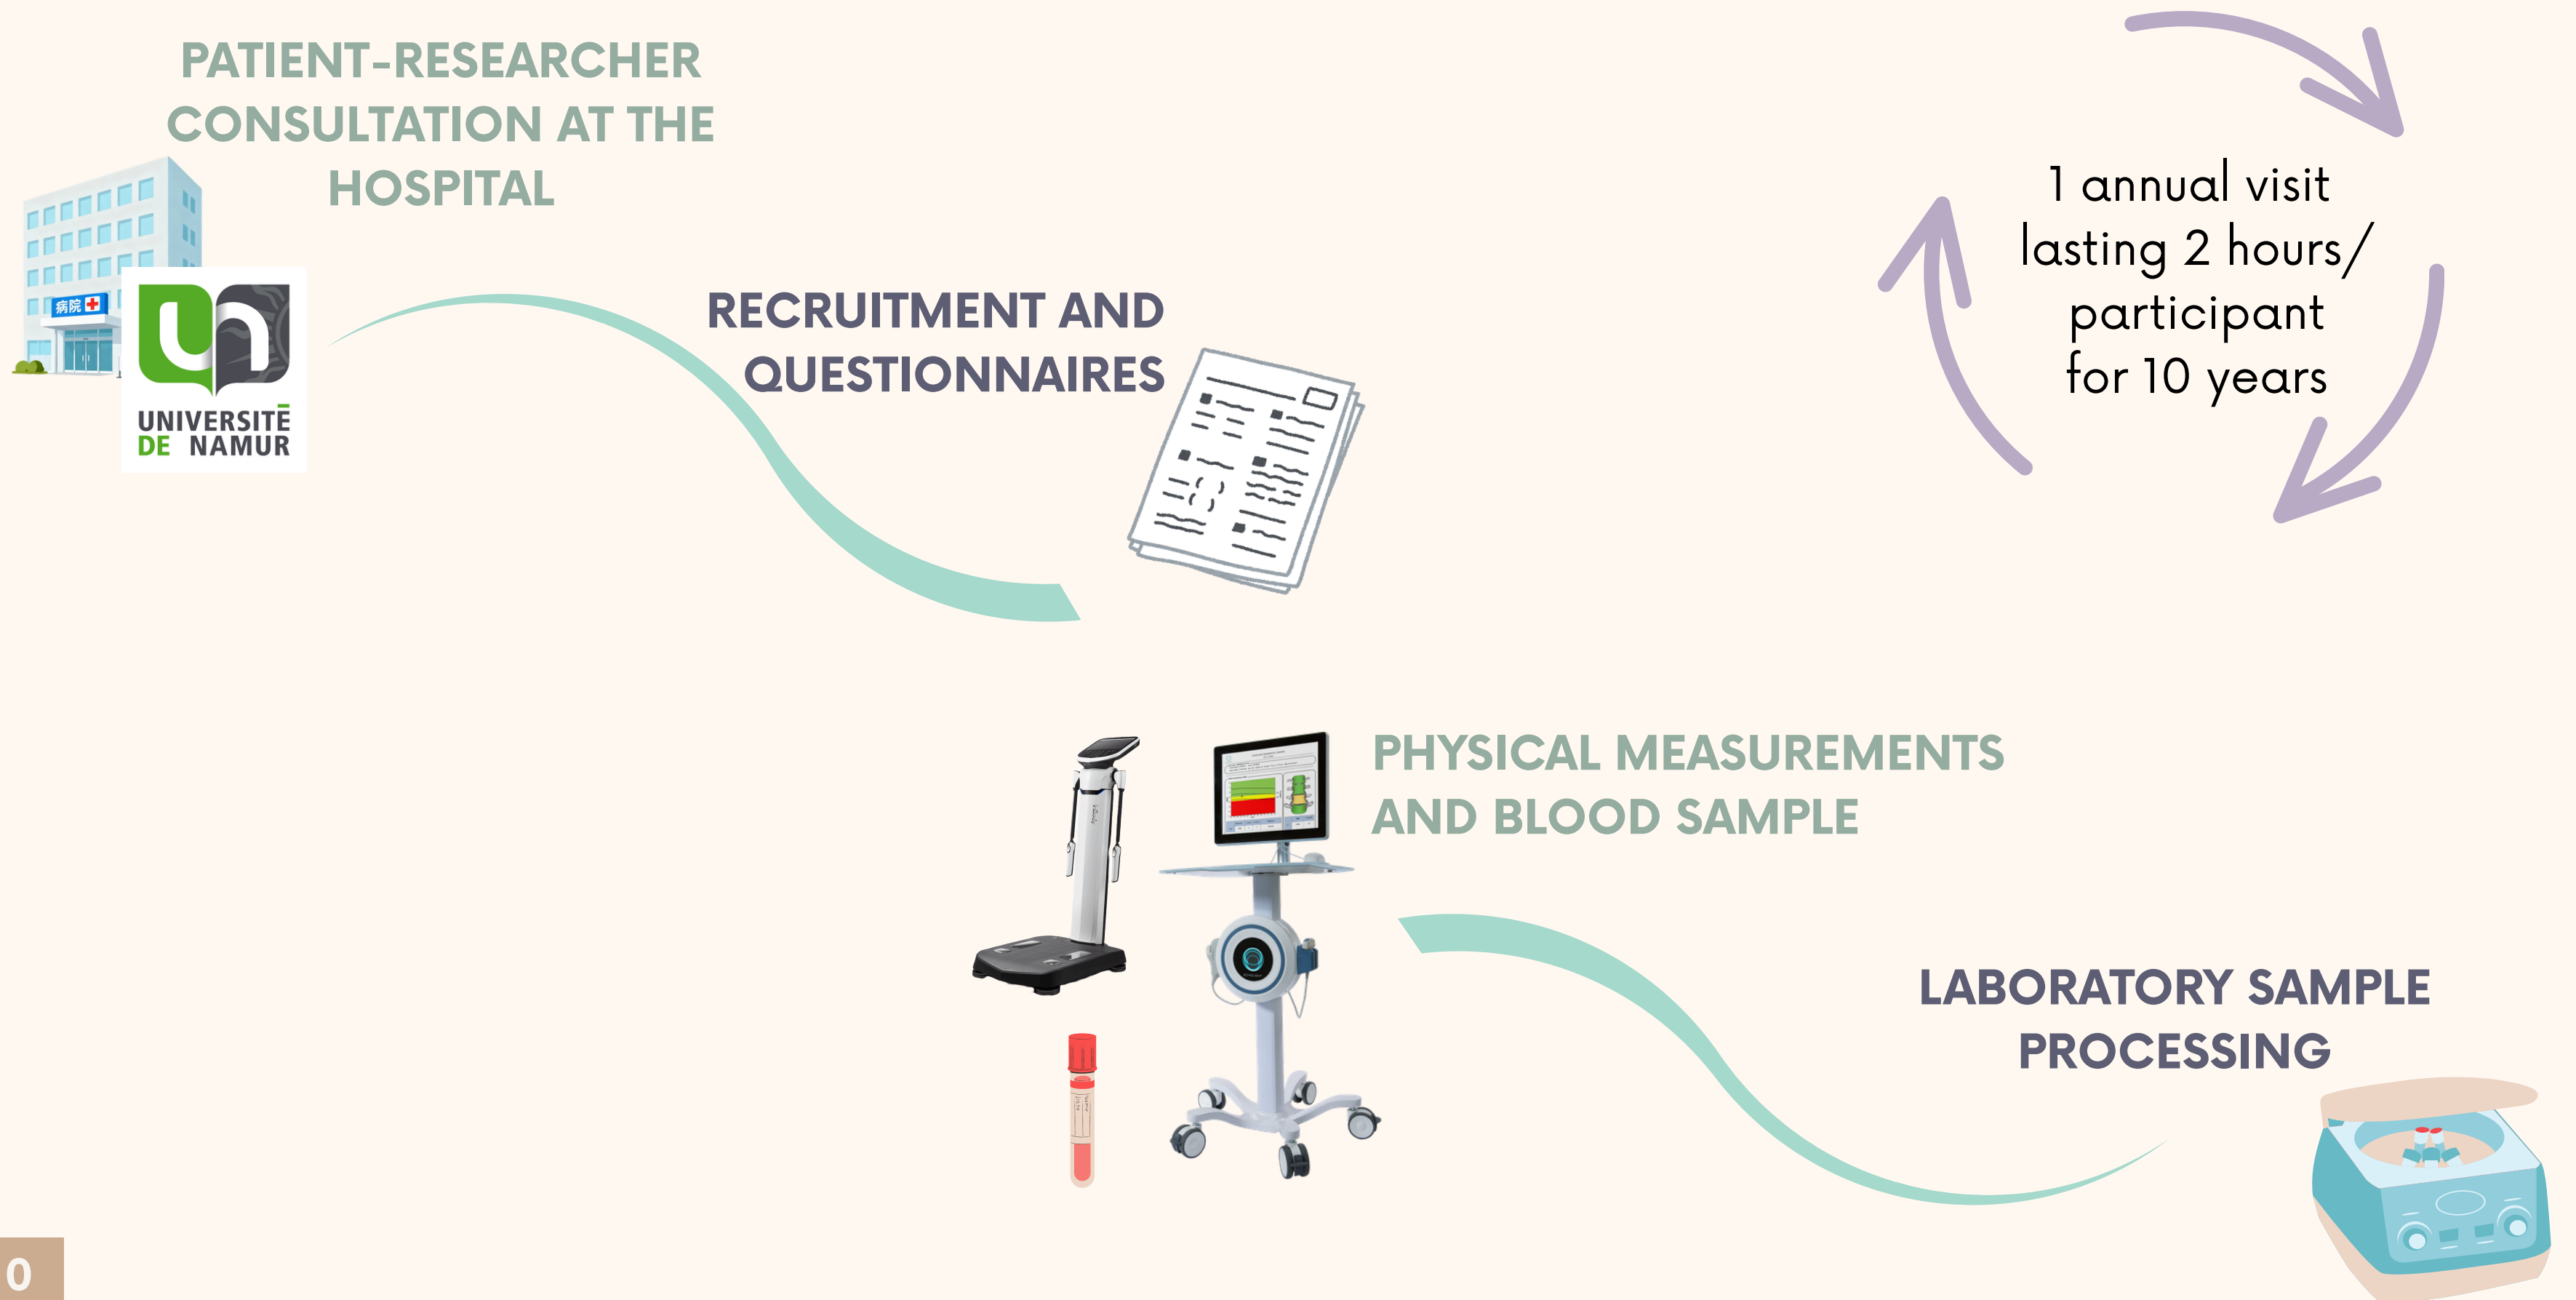 PATIENT-RESEARCHER
CONSULTATION AT THE
HOSPITAL
病院
UNIVERSITÉ
DE NAMUR
RECRUITMENT AND
QUESTIONNAIRES
1 annual visit
lasting 2 hours/
participant
for 10 years
PHYSICAL MEASUREMENTS
AND BLOOD SAMPLE
LABORATORY SAMPLE
PROCESSING
0